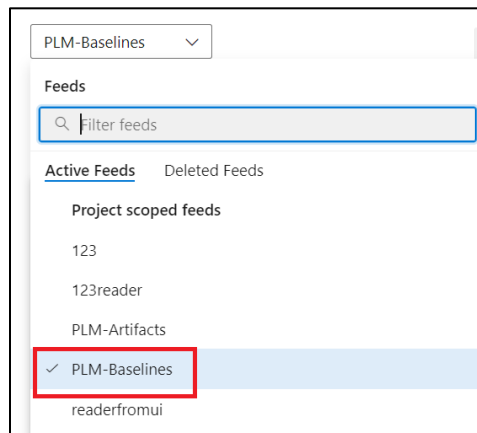 PLM-Baselines
Feeds
Filter feeds
Active Feeds Deleted Feeds
Project scoped feeds
123
123reader
PLM-Artifacts
PLM-Baselines
readerfromui